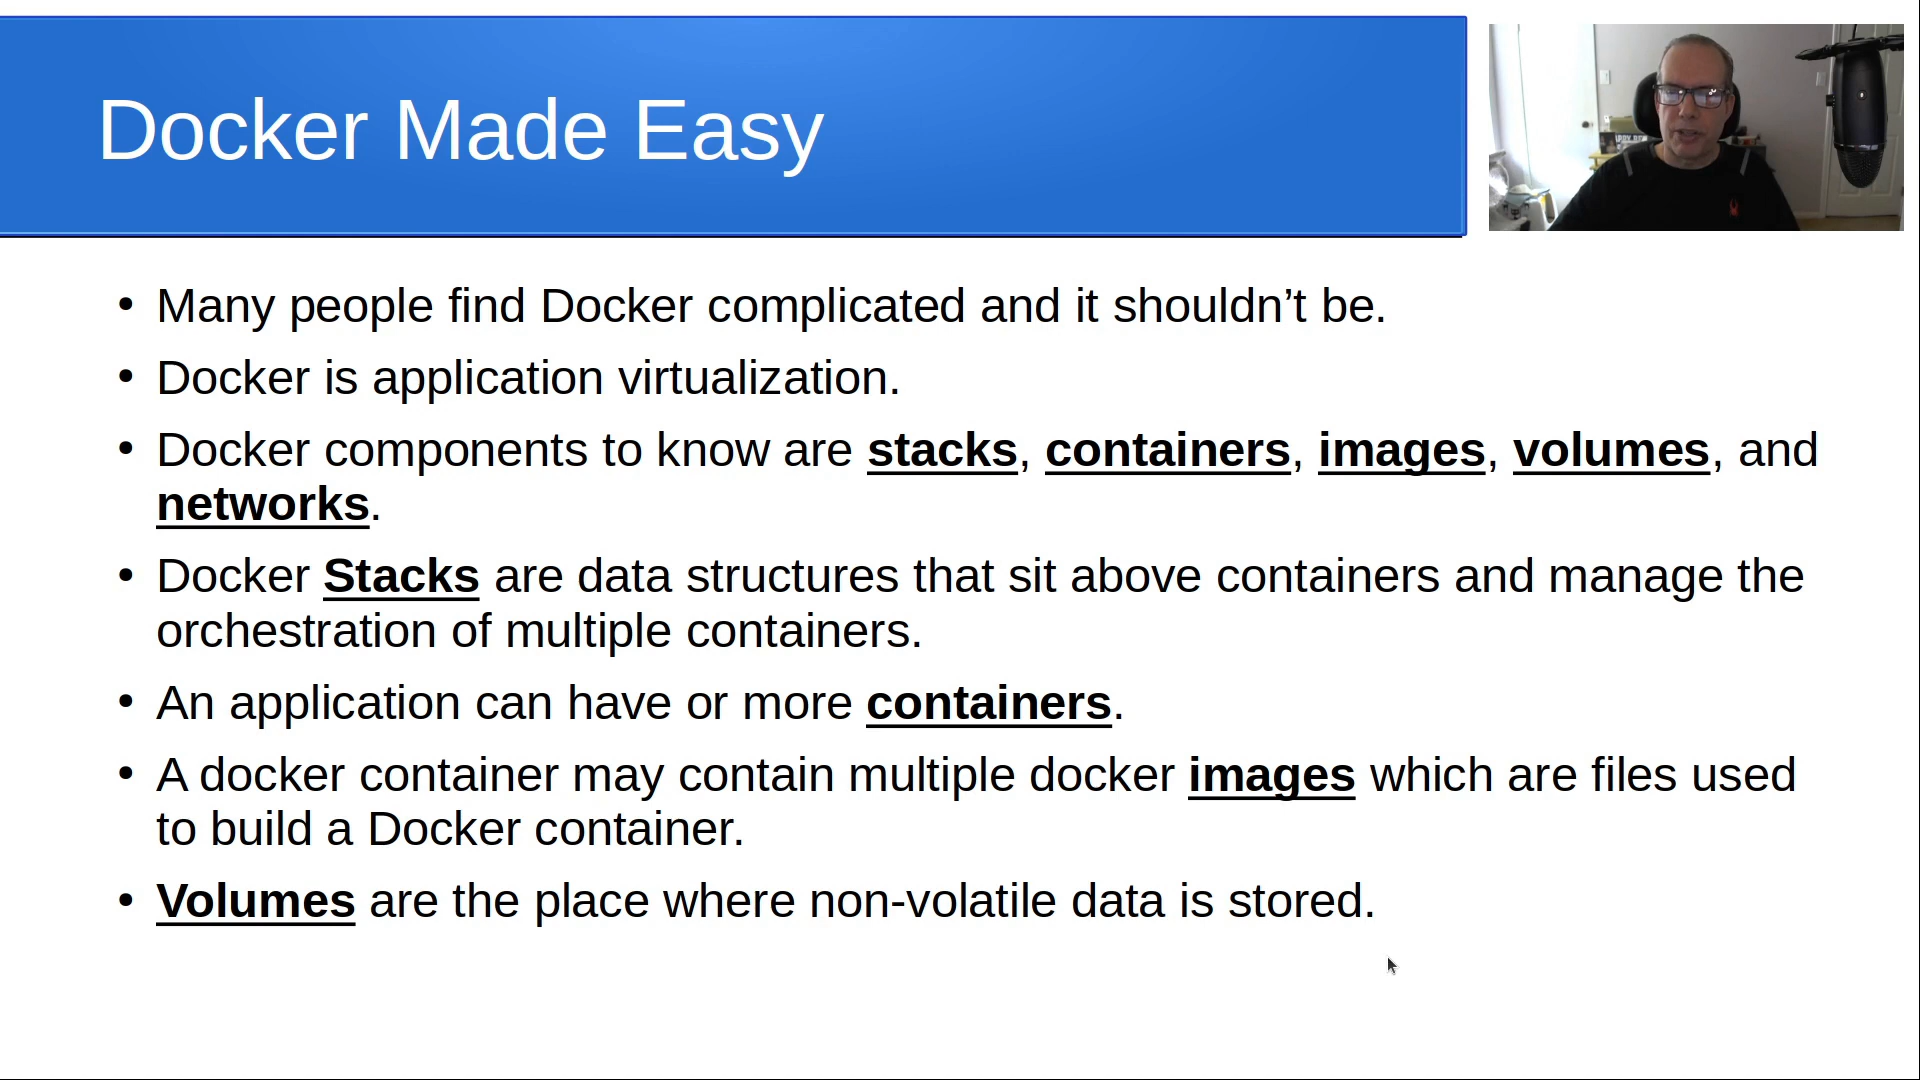 Docker Made Easy
• Many people find Docker complicated and it shouldn’t be.
• Docker is application virtualization.
• Docker components to know are stacks, containers, images, volumes, and
networks.
• Docker Stacks are data structures that sit above containers and manage the
orchestration of multiple containers.
• An application can have or more containers.
• A docker container may contain multiple docker images which are files used
to build a Docker container.
• Volumes are the place where non-volatile data is stored.